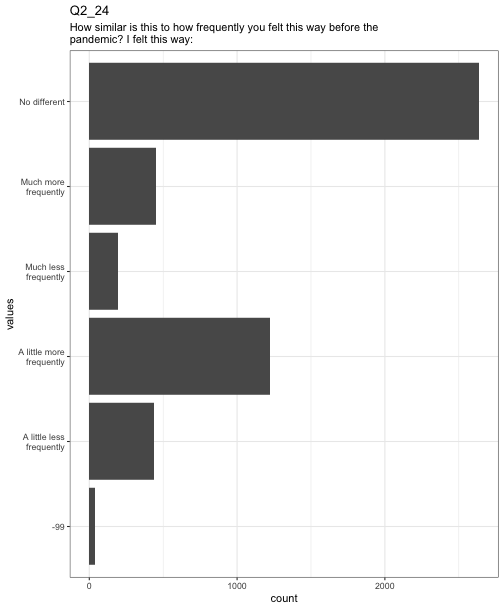 Q2_24
How similar is this to how frequently you felt this way before the
pandemic? I felt this way:
No different
Much more
frequently
Much less
frequently
values
A little more
frequently
A little less
frequently
-99
0
1000
2000
count